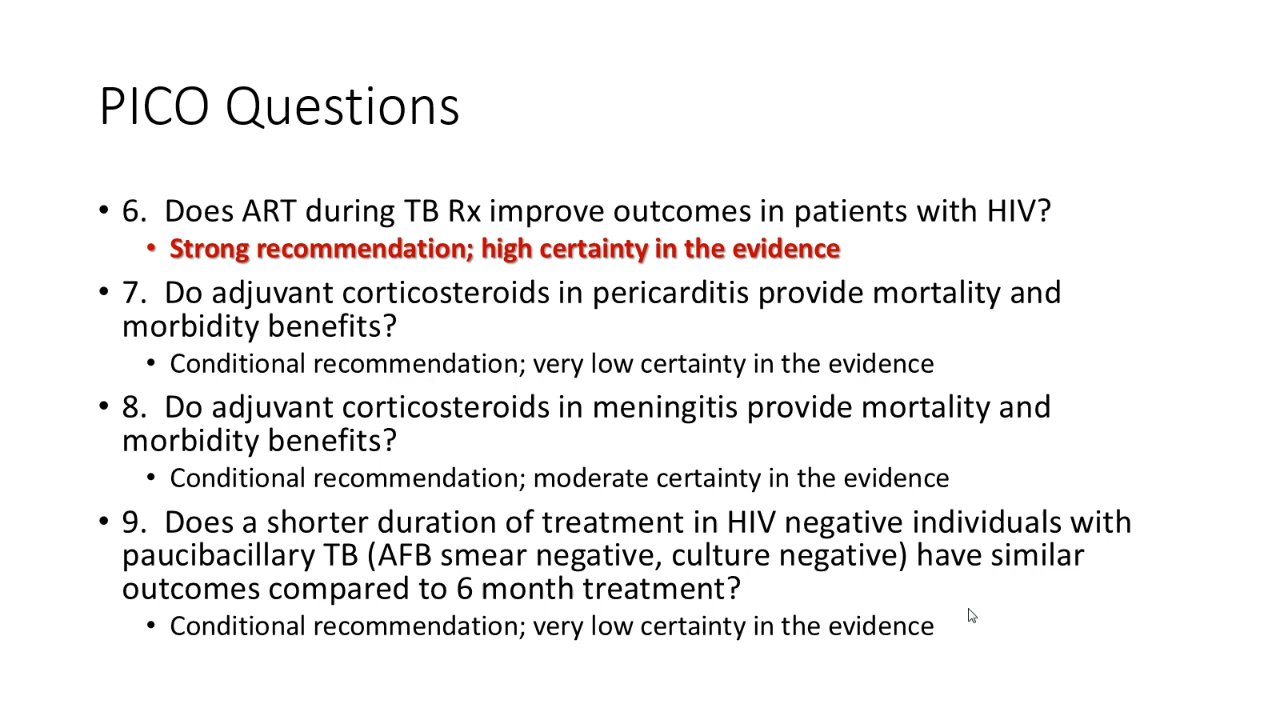 PICO Questions
• 6. Does ART during TB Rx improve outcomes in patients with HIV?
• Strong recommendation; high certainty in the evidence
• 7. Do adjuvant corticosteroids in pericarditis provide mortality and
morbidity benefits?
• Conditional recommendation; very low certainty in the evidence
• 8. Do adjuvant corticosteroids in meningitis provide mortality and
morbidity benefits?
• Conditional recommendation; moderate certainty in the evidence
• 9. Does a shorter duration of treatment in HIV negative individuals with
paucibacillary TB (AFB smear negative, culture negative) have similar
outcomes compared to 6 month treatment?
• Conditional recommendation; very low certainty in the evidence